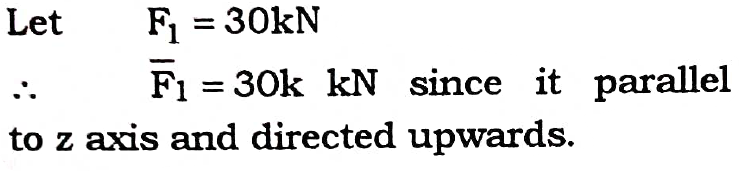 Let F₁ = 30kN
∴ F̅₁ = 30k kN since it parallel
to z axis and directed upwards.